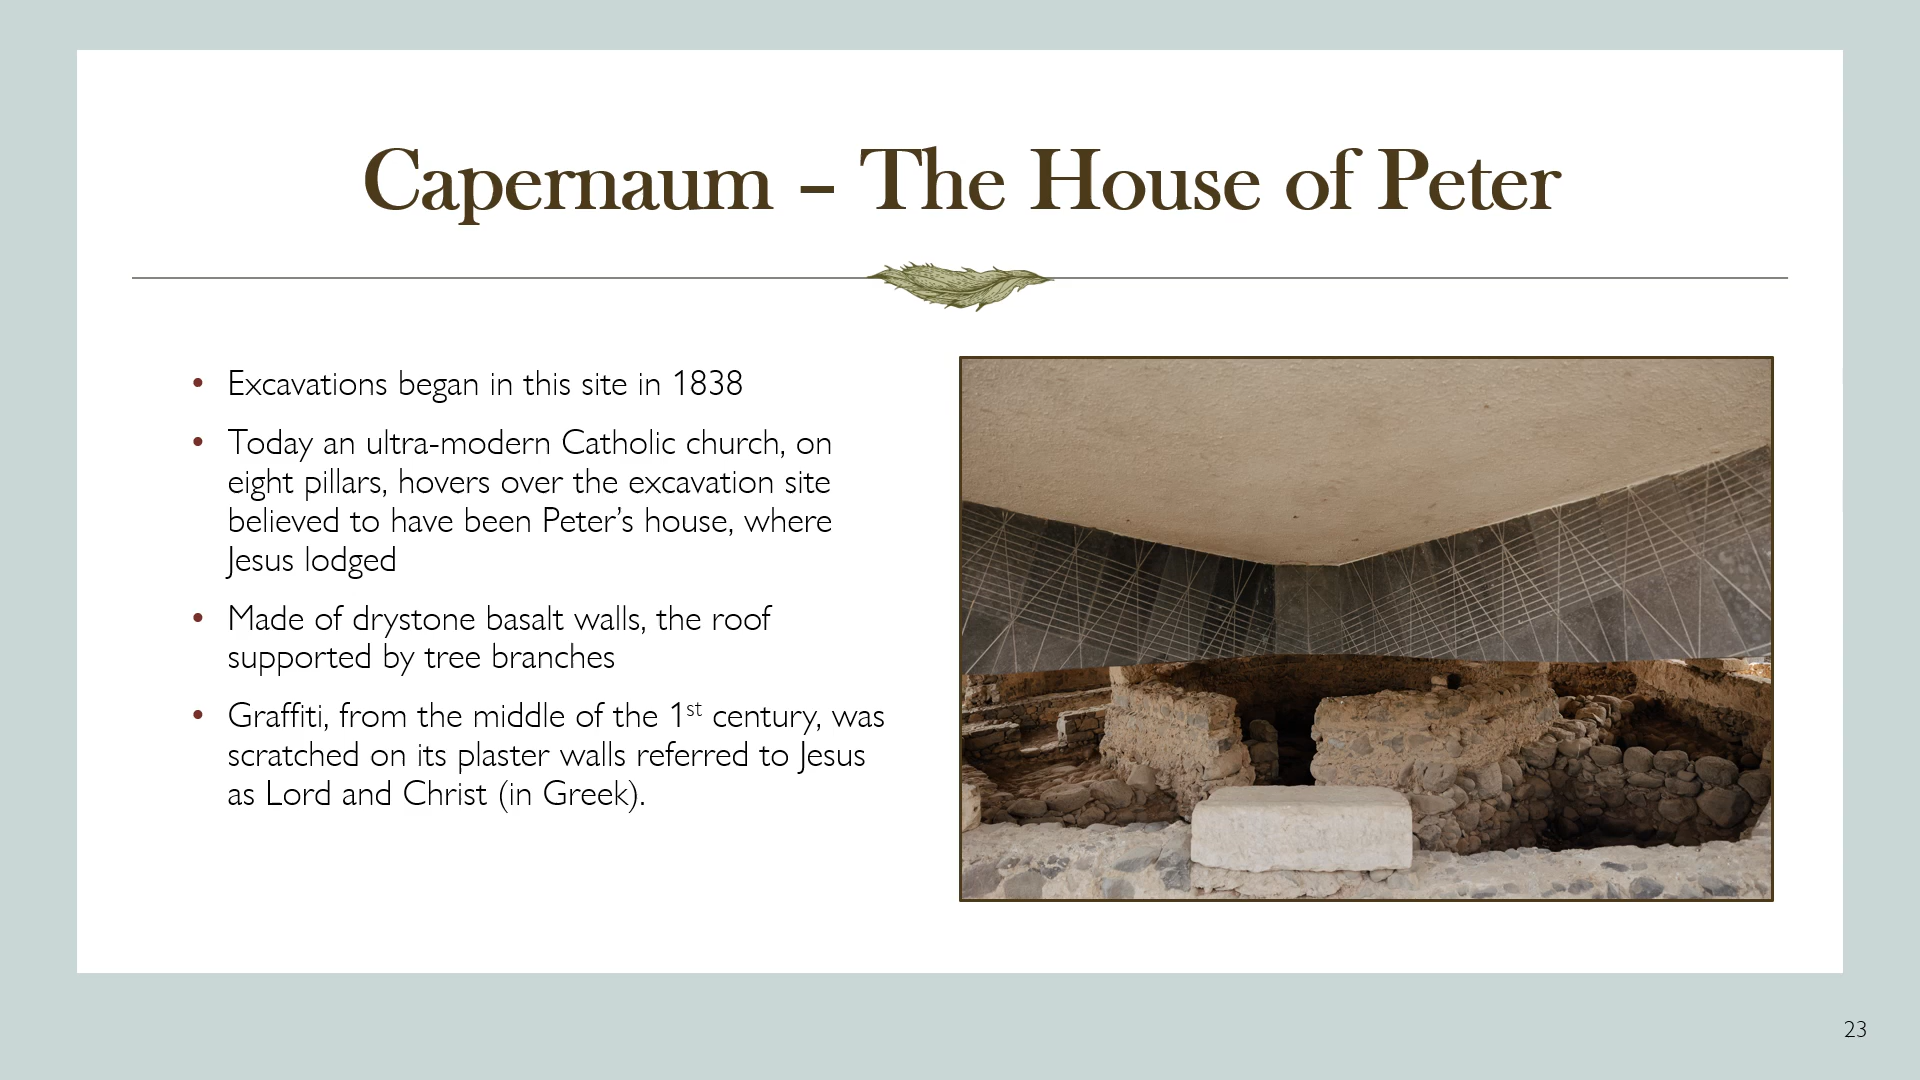 Capernaum – The House of Peter
• Excavations began in this site in 1838
• Today an ultra-modern Catholic church, on
eight pillars, hovers over the excavation site
believed to have been Peter’s house, where
Jesus lodged
• Made of drystone basalt walls, the roof
supported by tree branches
• Graffiti, from the middle of the 1st century, was
scratched on its plaster walls referred to Jesus
as Lord and Christ (in Greek).
23